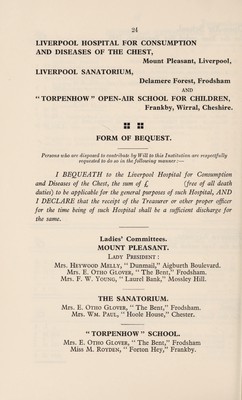 24
LIVERPOOL HOSPITAL FOR CONSUMPTION
AND DISEASES OF THE CHEST,
Mount Pleasant, Liverpool,
LIVERPOOL SANATORIUM,
Delamere Forest, Frodsham
AND
“TORPENHOW” OPEN-AIR SCHOOL FOR CHILDREN,
Frankby, Wirral, Cheshire.
FORM OF BEQUEST.
Persons who are disposed to contribute by Will to this Institution are respectfully
requested to do so in the following manner :—
I BEQUEATH to the Liverpool Hospital for Consumption
and Diseases of the Chest, the sum of £ (free of all death
duties) to be applicable for the general purposes of such Hospital, AND
I DECLARE that the receipt of the Treasurer or other proper officer
for the time being of such Hospital shall be a sufficient discharge for
the same.
Ladies' Committees.
MOUNT PLEASANT.
LADY PRESIDENT :
Mrs. HEYWOOD MELLY, “ Dunmail,” Aigburth Boulevard.
Mrs. E. OTHO GLOVER, “ The Bent,” Frodsham.
Mrs. F. W. YOUNG, “ Laurel Bank,” Mossley Hill.
THE SANATORIUM.
Mrs. E. OTHO GLOVER, “ The Bent,” Frodsham.
Mrs. WM. PAUL, “ Hoole House,” Chester.
“TORPENHOW” SCHOOL.
Mrs. E. OTHO GLOVER, “ The Bent,” Frodsham
Miss M. ROYDEN, “ Forton Hey,” Frankby.